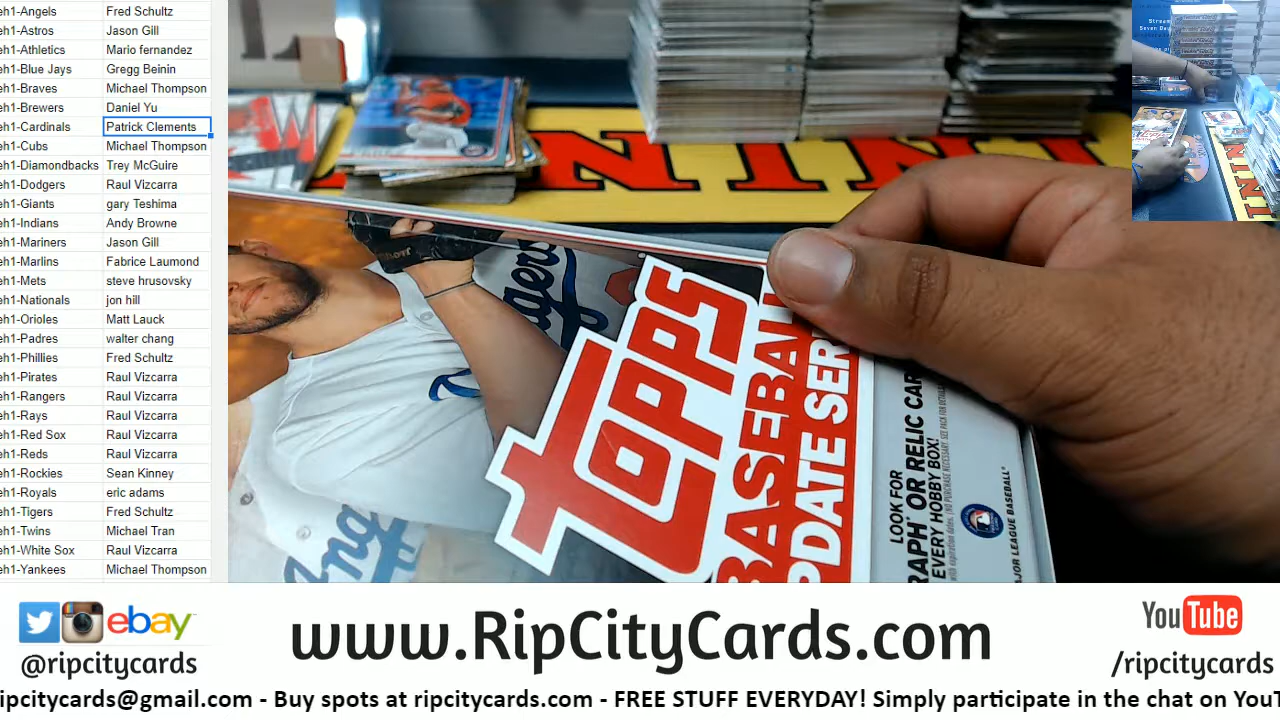 eh1-Angels Fred Schultz
eh1-Astros Jason Gill
eh1-Athletics Mario fernandez
eh1-Blue Jays Gregg Beinin
eh1-Braves Michael Thompson
eh1-Brewers Daniel Yu
eh1-Cardinals Patrick Clements
eh1-Cubs Michael Thompson
eh1-Diamondbacks Trey McGuire
eh1-Dodgers Raul Vizcarra
eh1-Giants gary Teshima
eh1-Indians Andy Browne
eh1-Mariners Jason Gill
eh1-Marlins Fabrice Laumond
eh1-Mets steve hrusovsky
eh1-Nationals jon hill
eh1-Orioles Matt Lauck
eh1-Padres walter chang
eh1-Phillies Fred Schultz
eh1-Pirates Raul Vizcarra
eh1-Rangers Raul Vizcarra
eh1-Rays Raul Vizcarra
eh1-Red Sox Raul Vizcarra
eh1-Reds Raul Vizcarra
eh1-Rockies Sean Kinney
eh1-Royals eric adams
eh1-Tigers Fred Schultz
eh1-Twins Michael Tran
eh1-White Sox Raul Vizcarra
eh1-Yankees Michael Thompson
topps
BASEBALL
UPDATE SERI
LOOK FOR
RAPH OR RELIC CAR
EVERY HOBBY BOX!
AJOR LEAGUE BASEBALL
ebay
@ripcitycards
www.RipCityCards.com
YouTube
/ripcitycards
ripcitycards@gmail.com - Buy spots at ripcitycards.com - FREE STUFF EVERYDAY! Simply participate in the chat on YouT